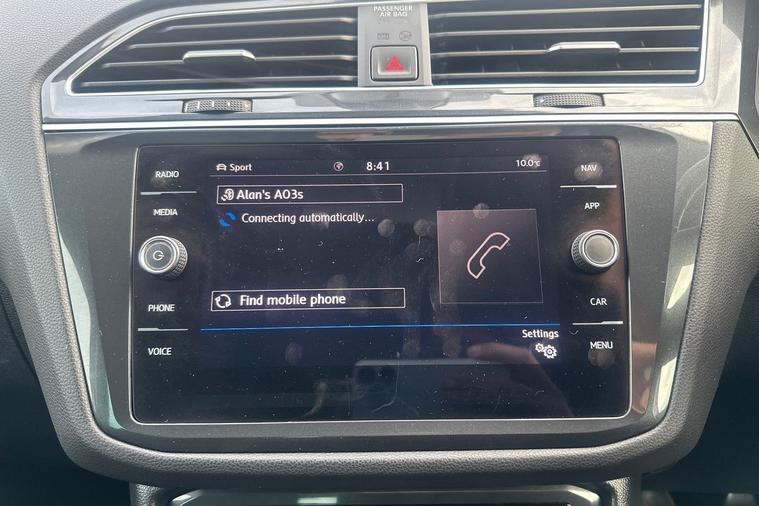 PASSENGER
AIR BAG
RADIO
MEDIA
PHONE
VOICE
Sport
8:41
10.0°C
Alan's A03s
Connecting automatically...
Find mobile phone
Settings
NAV
APP
CAR
MENU